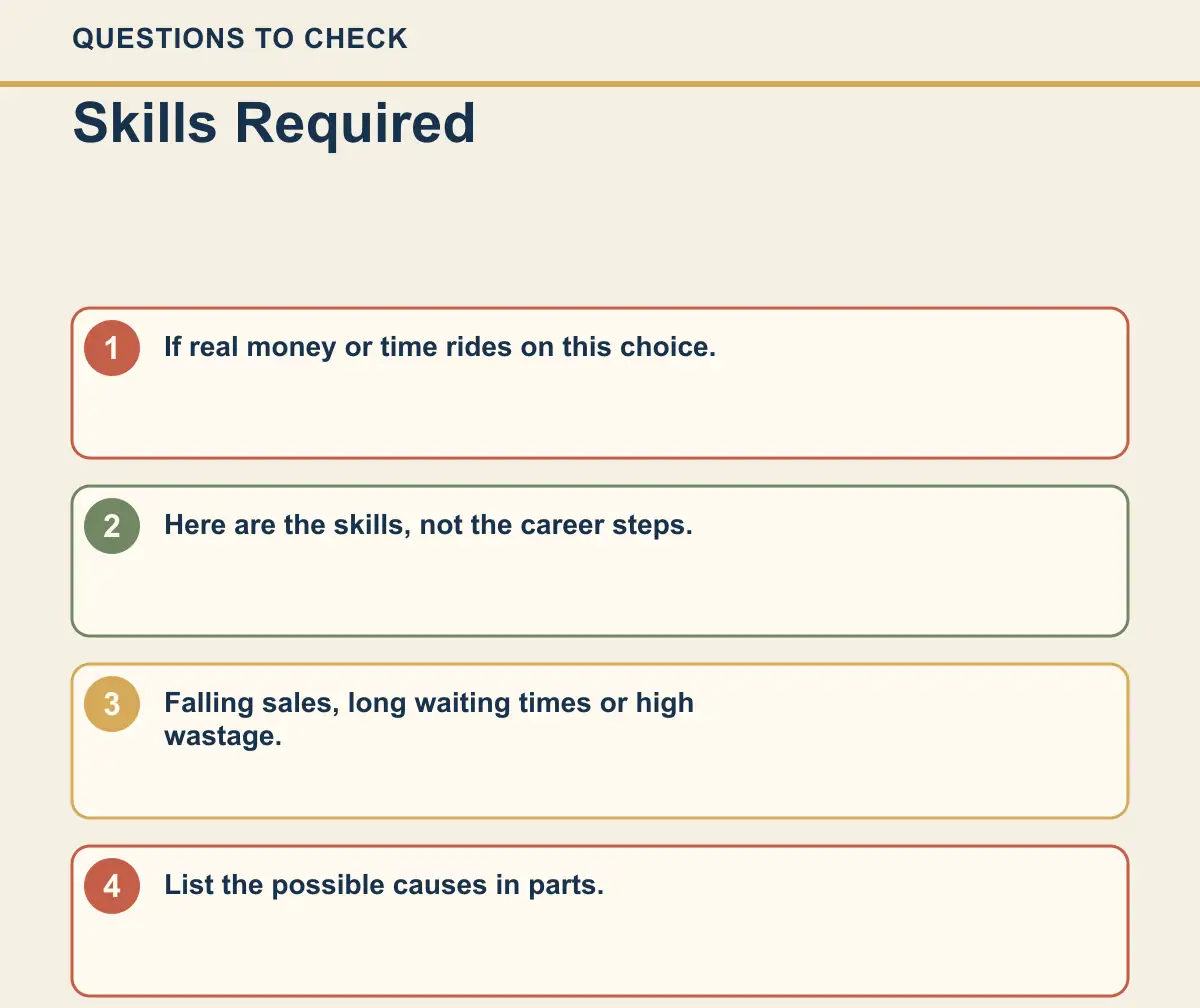 QUESTIONS TO CHECK
Skills Required
1
If real money or time rides on this choice.
2
Here are the skills, not the career steps.
3
Falling sales, long waiting times or high
wastage.
4
List the possible causes in parts.